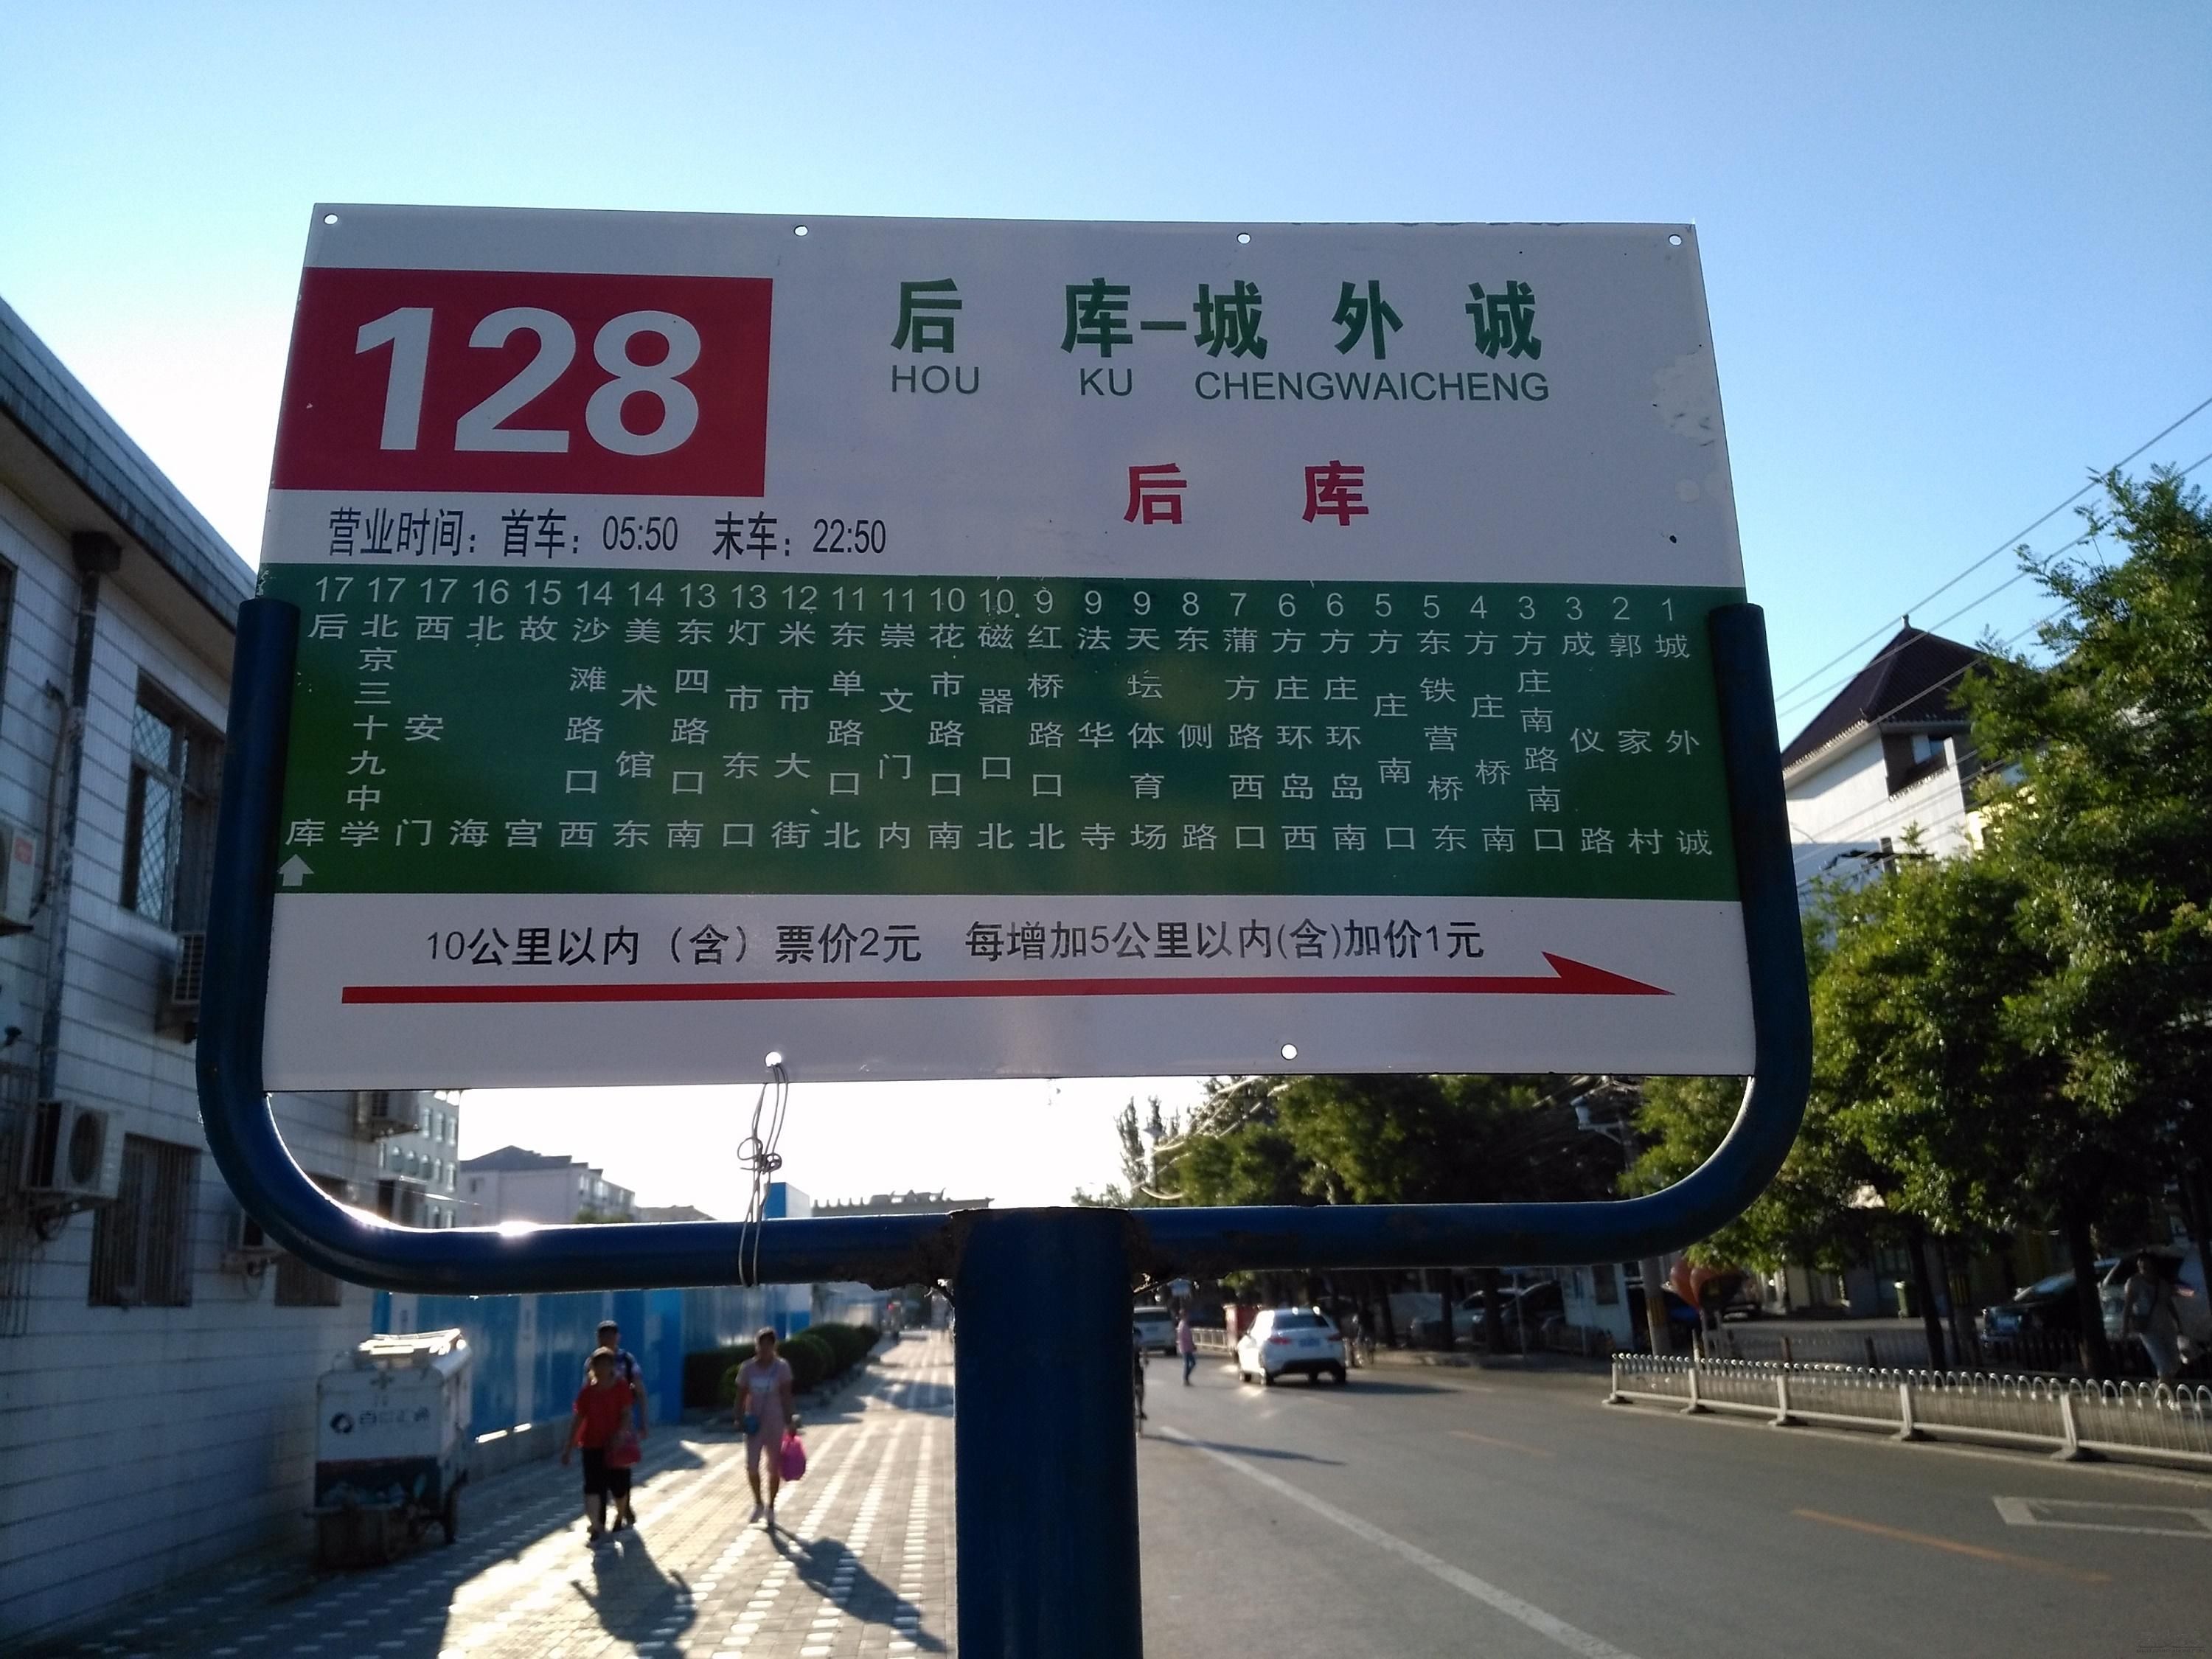 128
后 库－城 外 诚
HOU KU CHENGWAICHENG
后 库
营业时间：首车：05:50 末车：22:50
17 17 17 16 15 14 14 13 13 12 11 11 10 10 9 9 9 8 7 6 6 5 5 4 3 3 2 1
后库
北京三十九中学
西安门
北海
故宫
沙滩路口西
美术馆东
东四路口南
灯市东口
米市大街
东单路口北
崇文门内
花市路口南
磁器口北
红桥路口北
法华寺
天坛体育场
东侧路
蒲方路西口
方庄环岛西
方庄环岛南
方庄南口
东铁营桥东
方庄桥南
方庄南路南口
成仪路
郭家村
城外诚
10公里以内（含）票价2元 每增加5公里以内(含)加价1元